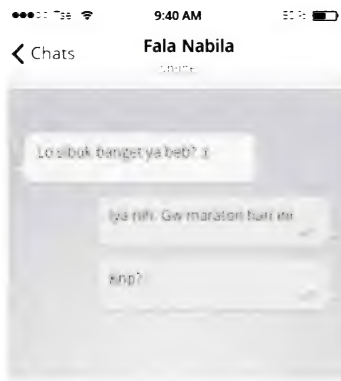 9:40 AM
Chats
Fala Nabila
Lo sibuk banget ya beb? :(
Iya nih. Gw maraton hari ini
Knp?